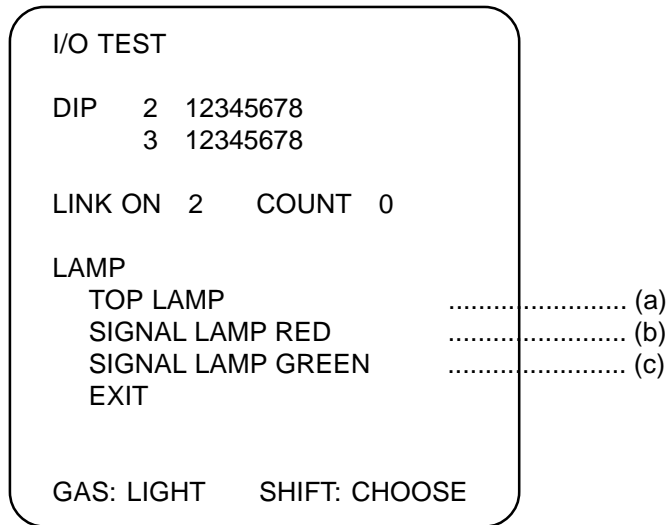 I/O TEST
DIP 2 12345678
3 12345678
LINK ON 2 COUNT 0
LAMP
TOP LAMP ........................ (a)
SIGNAL LAMP RED ........................ (b)
SIGNAL LAMP GREEN ........................ (c)
EXIT
GAS: LIGHT SHIFT: CHOOSE